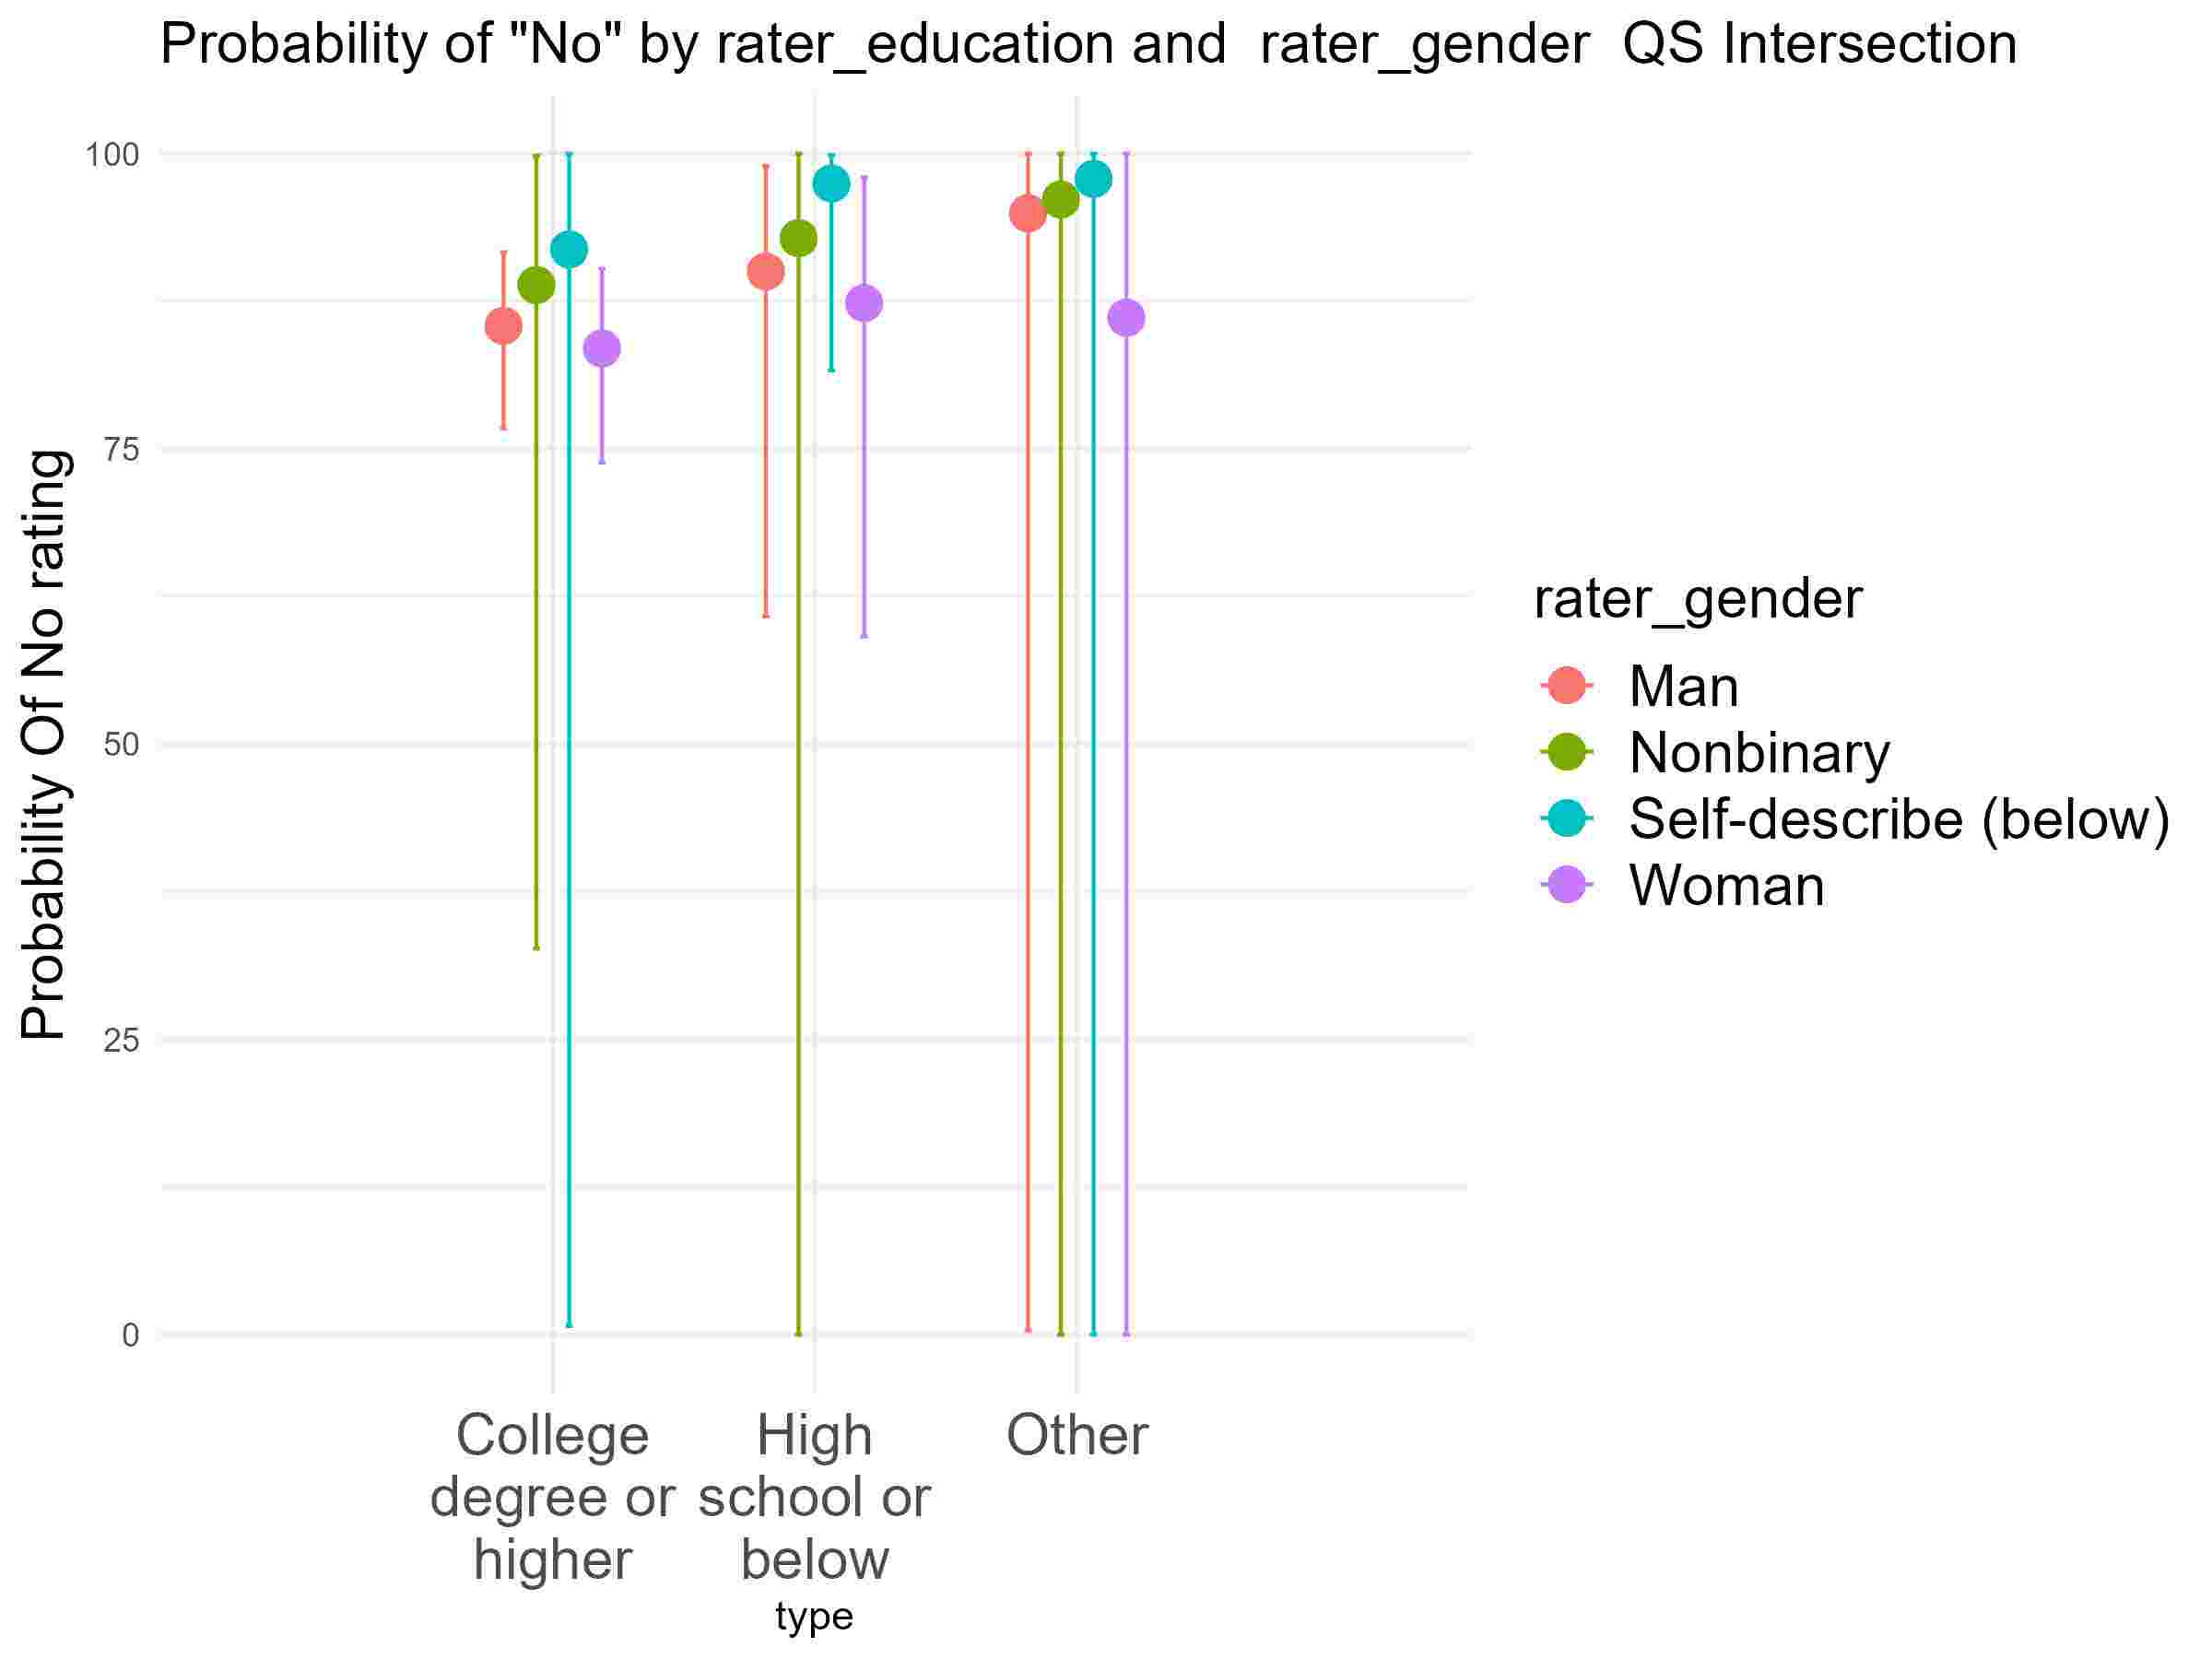 Probability of "No" by rater_education and  rater_gender  QS Intersection
Probability Of No rating
100
75
50
25
0
College
degree or
higher
High
school or
below
Other
type
rater_gender
Man
Nonbinary
Self-describe (below)
Woman